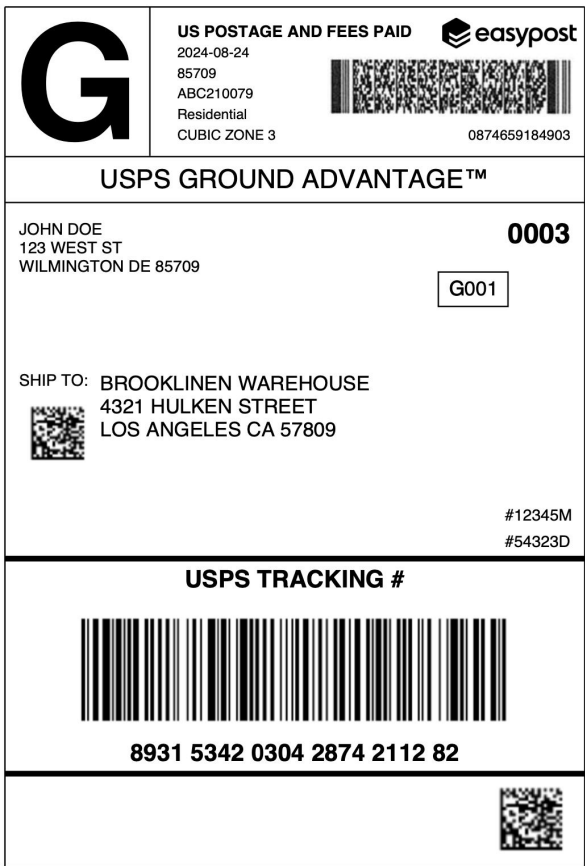 G
US POSTAGE AND FEES PAID
2024-08-24
85709
ABC210079
Residential
CUBIC ZONE 3
easypost
0874659184903
USPS GROUND ADVANTAGE™
JOHN DOE
123 WEST ST
WILMINGTON DE 85709
0003
G001
SHIP TO:
BROOKLINEN WAREHOUSE
4321 HULKEN STREET
LOS ANGELES CA 57809
#12345M
#54323D
USPS TRACKING #
8931 5342 0304 2874 2112 82